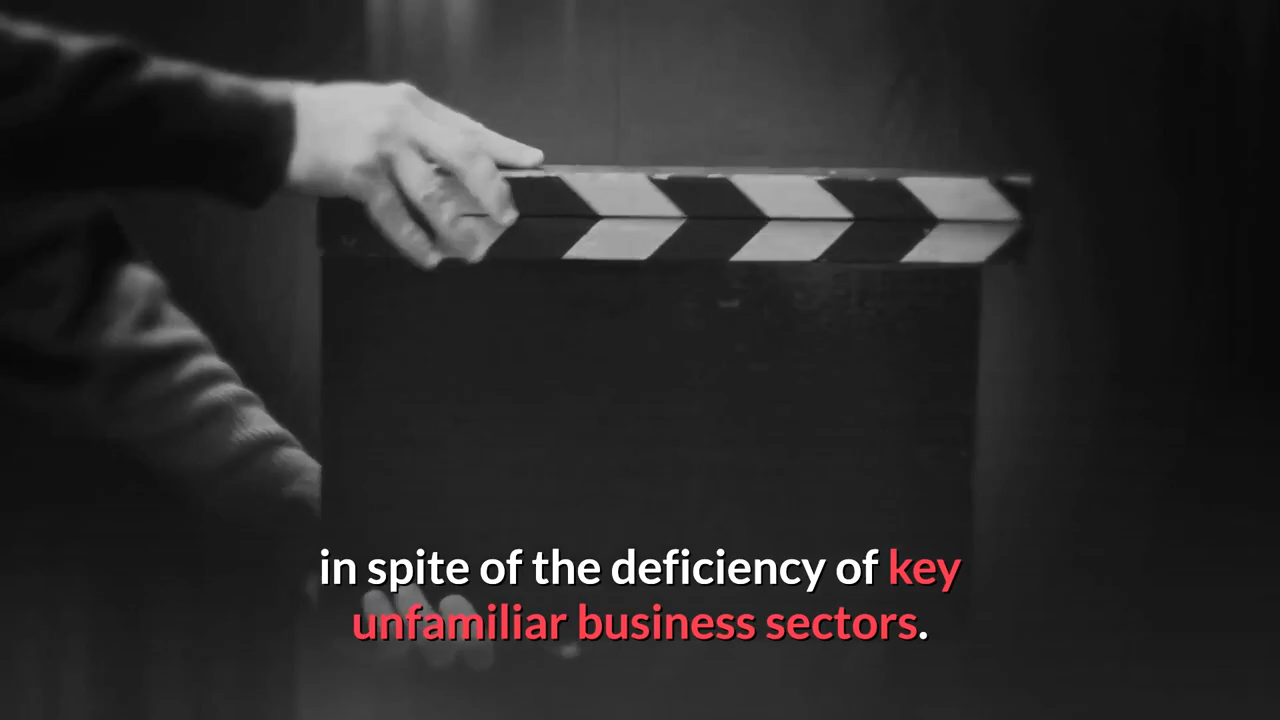 in spite of the deficiency of key
unfamiliar business sectors.